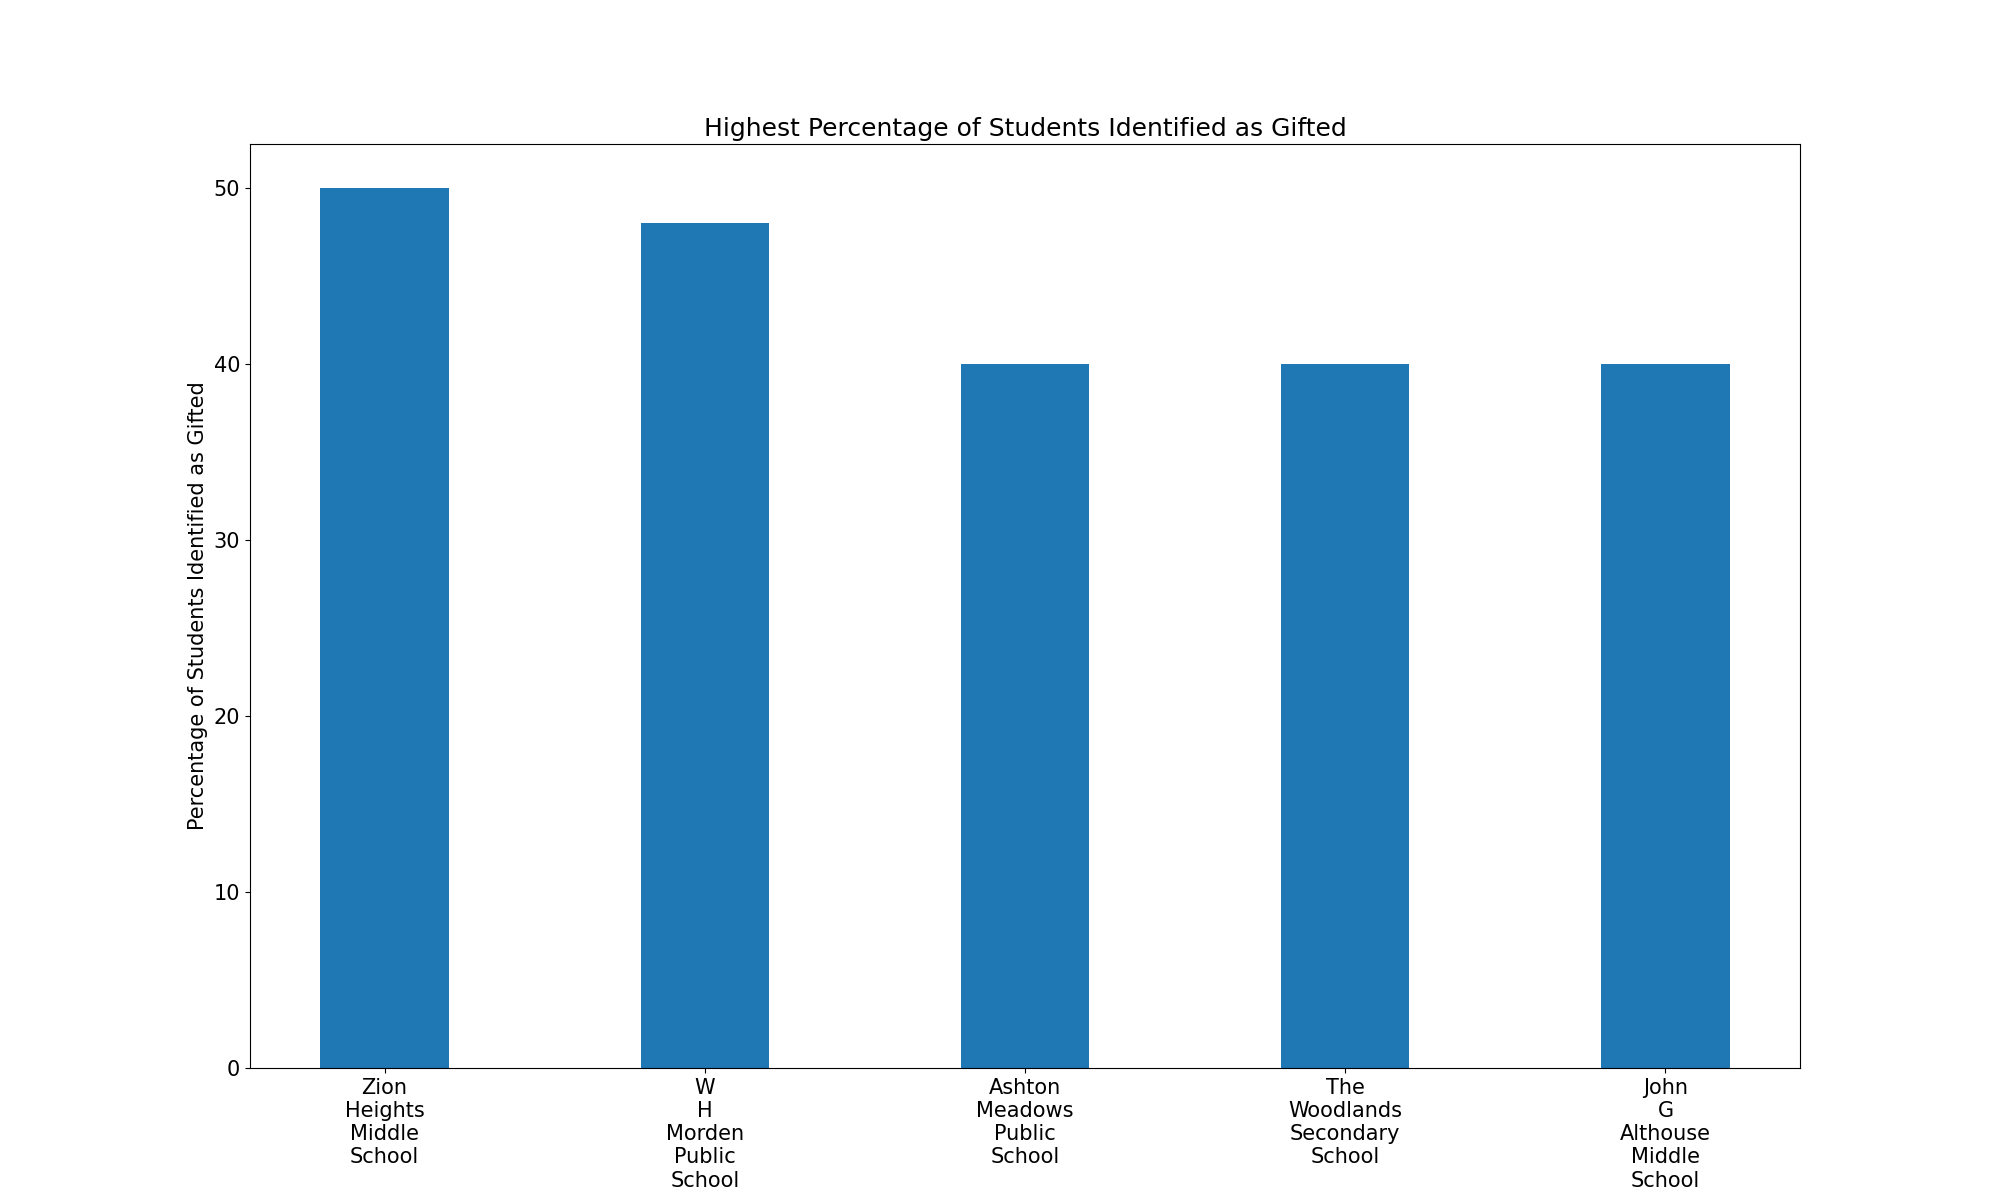 Highest Percentage of Students Identified as Gifted
Percentage of Students Identified as Gifted
50
40
30
20
10
0
Zion
Heights
Middle
School
W
H
Morden
Public
School
Ashton
Meadows
Public
School
The
Woodlands
Secondary
School
John
G
Althouse
Middle
School